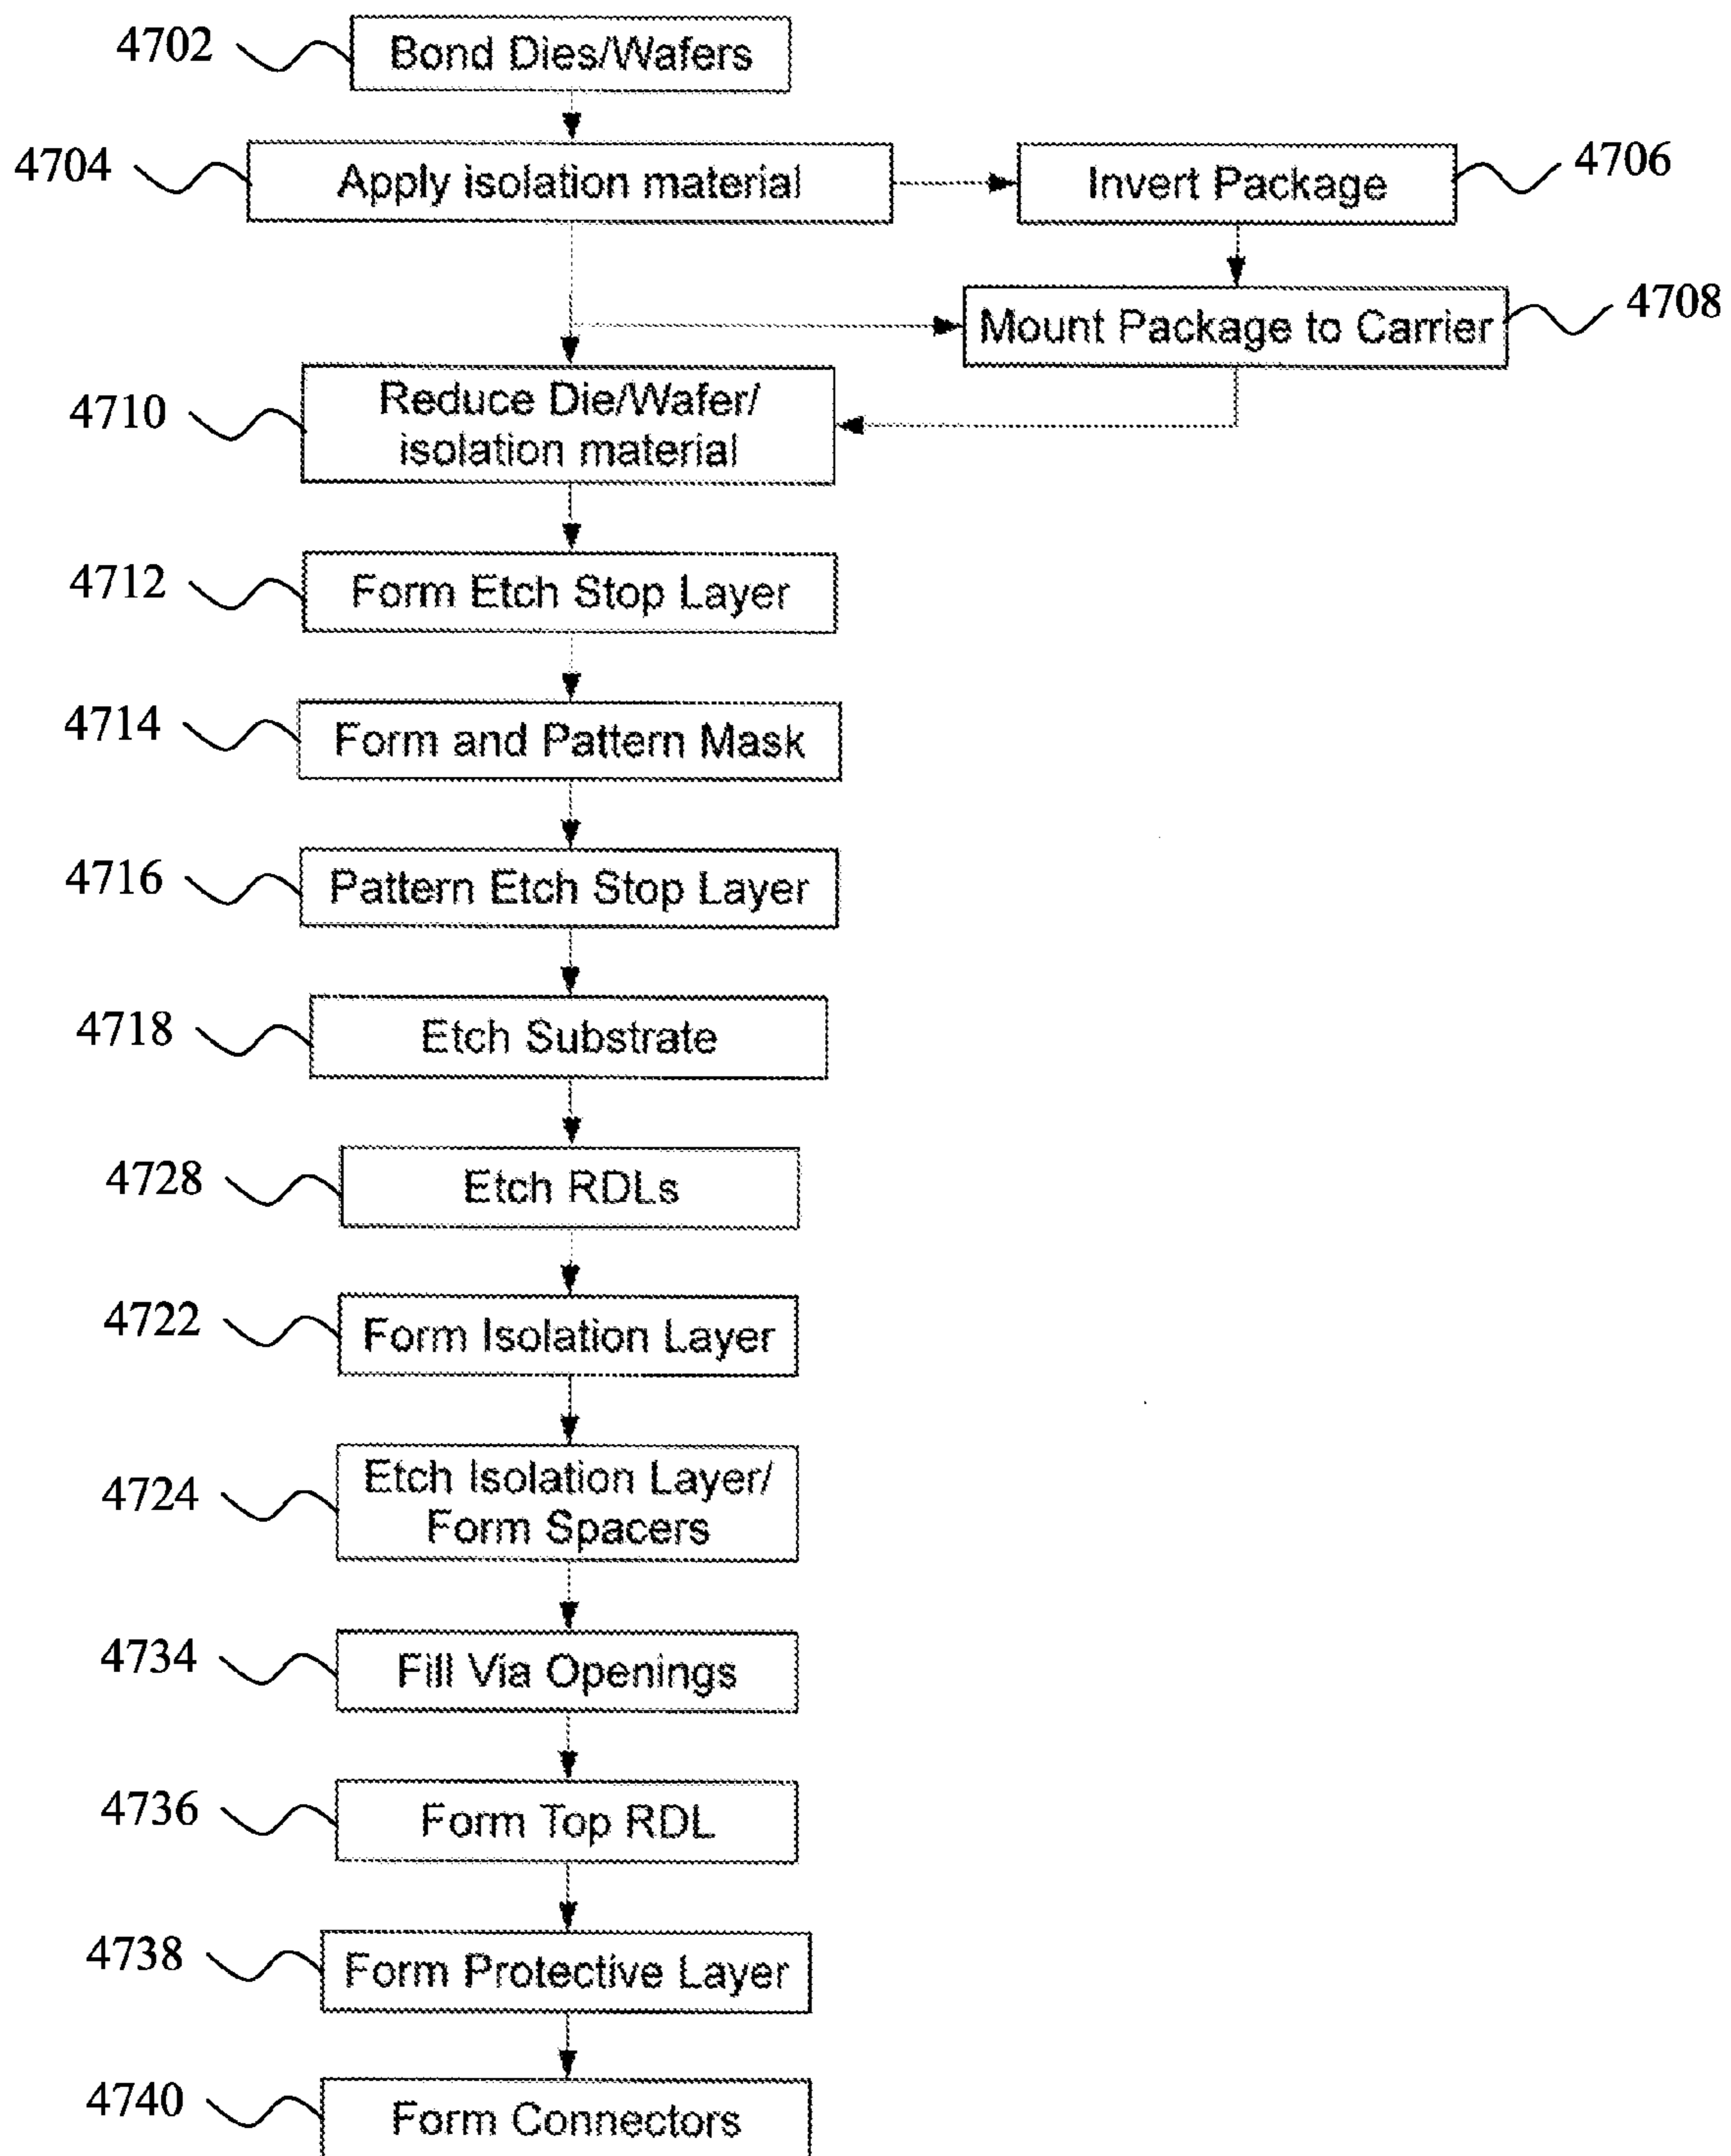 4702
Bond Dies/Wafers
4704
Apply isolation material
Invert Package
4706
Mount Package to Carrier
4708
4710
Reduce Die/Wafer/
isolation material
4712
Form Etch Stop Layer
4714
Form and Pattern Mask
4716
Pattern Etch Stop Layer
4718
Etch Substrate
4728
Etch RDLs
4722
Form Isolation Layer
4724
Etch Isolation Layer/
Form Spacers
4734
Fill Via Openings
4736
Form Top RDL
4738
Form Protective Layer
4740
Form Connectors